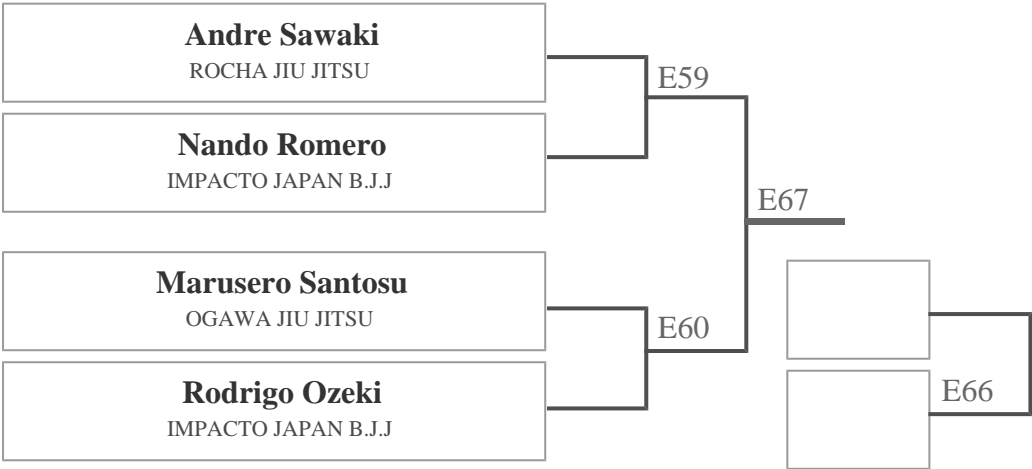 Andre Sawaki
ROCHA JIU JITSU
E59
Nando Romero
IMPACTO JAPAN B.J.J
E67
Marusero Santosu
OGAWA JIU JITSU
E60
Rodrigo Ozeki
IMPACTO JAPAN B.J.J
E66